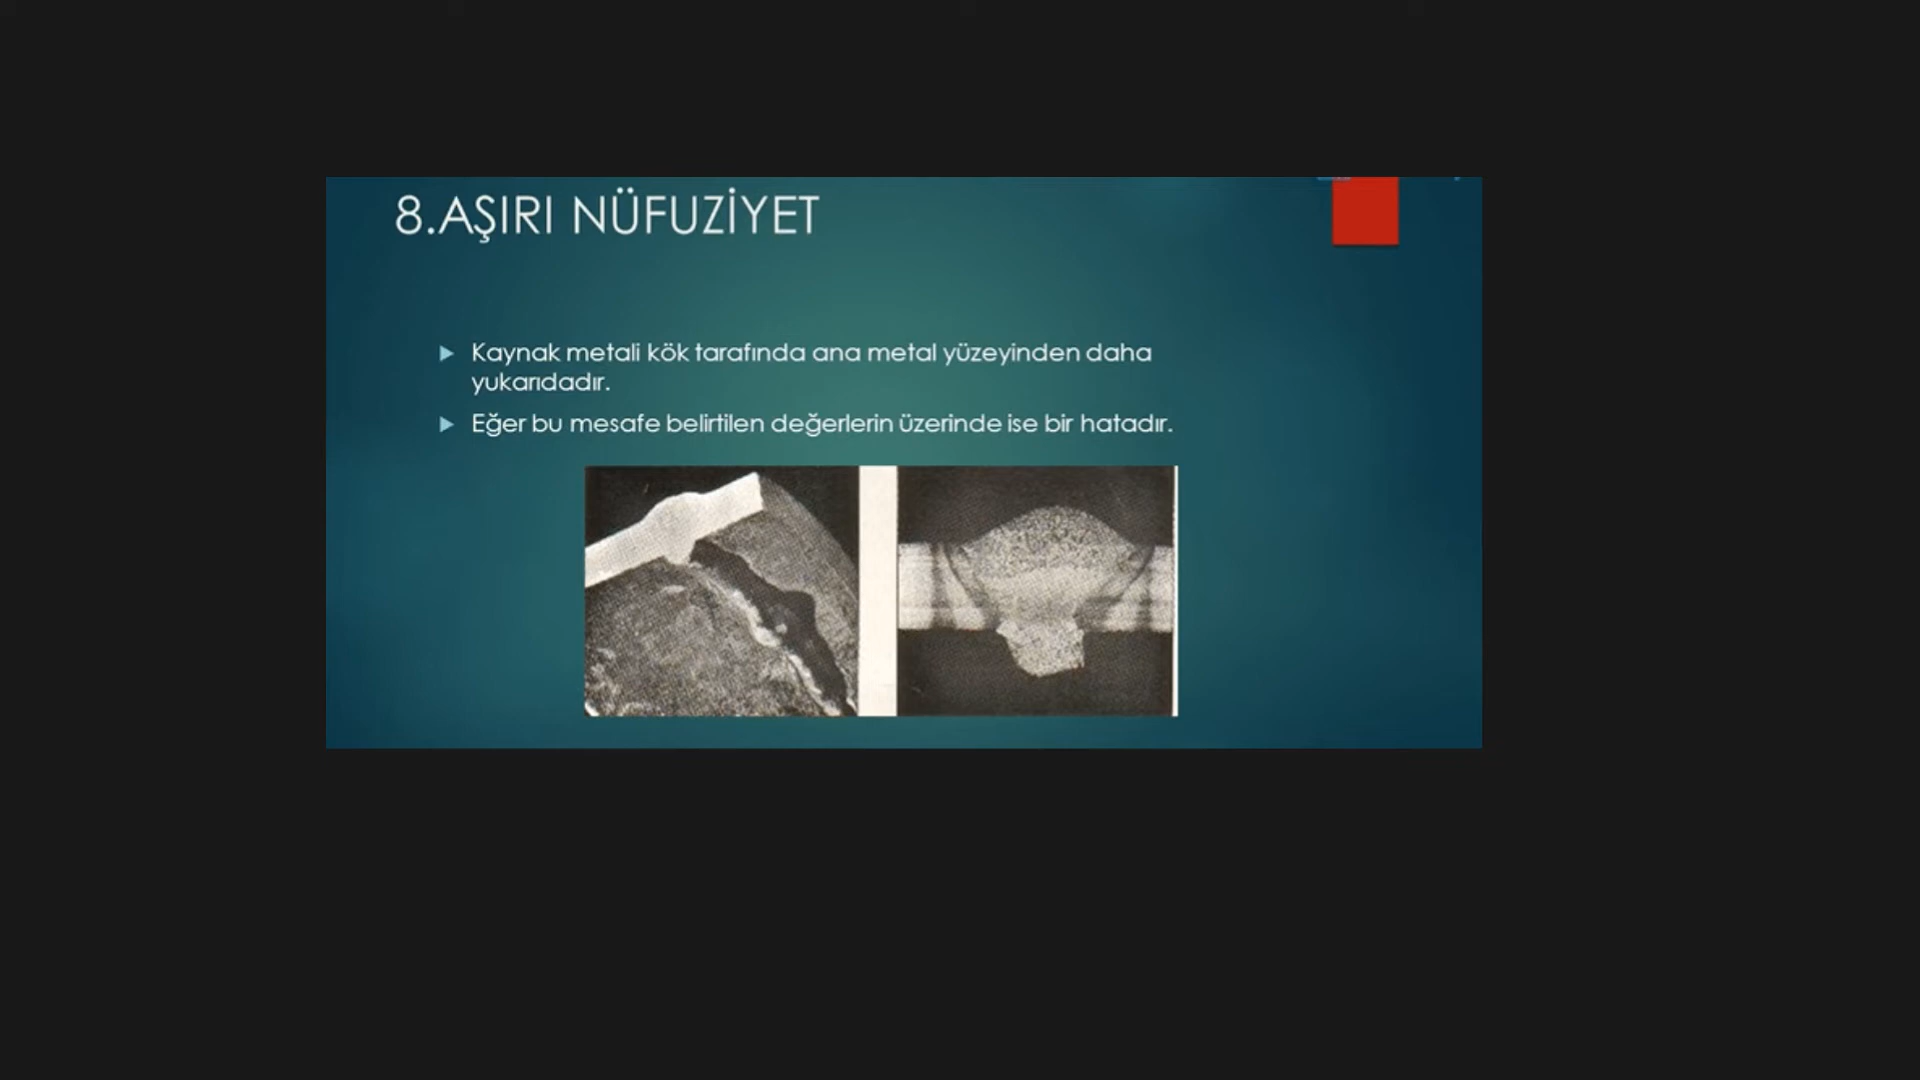 8.AŞIRI NÜFUZİYET
Kaynak metali kök tarafında ana metal yüzeyinden daha
yukarıdadır.
Eğer bu mesafe belirtilen değerlerin üzerinde ise bir hatadır.